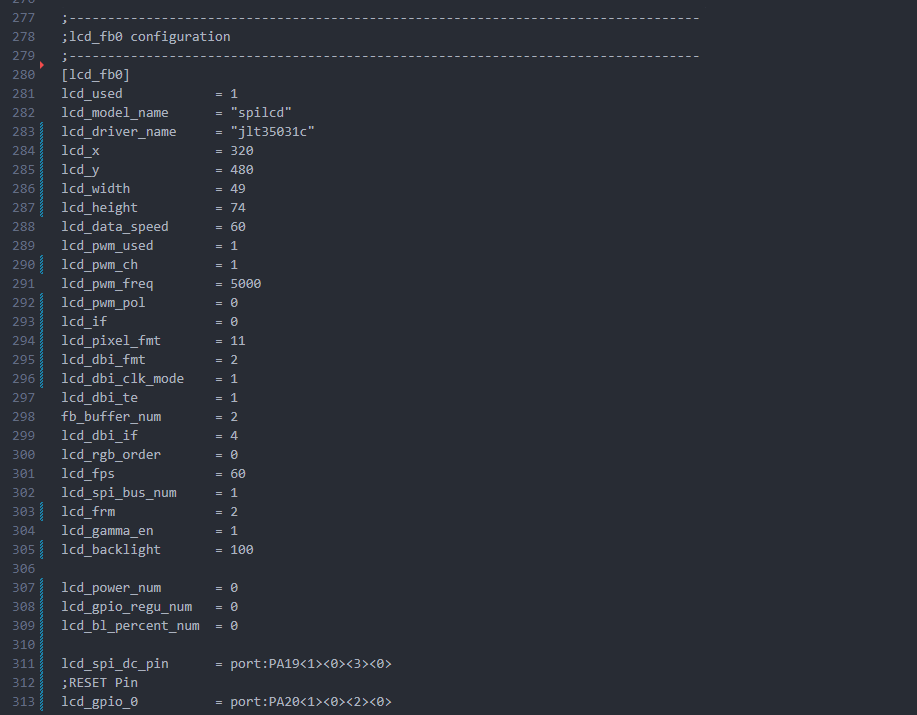 277 ;----------------------------------------------------------------------------------
278 ;lcd_fb0 configuration
279 ;----------------------------------------------------------------------------------
280 [lcd_fb0]
281 lcd_used            = 1
282 lcd_model_name      = "spilcd"
283 lcd_driver_name     = "jlt35031c"
284 lcd_x               = 320
285 lcd_y               = 480
286 lcd_width           = 49
287 lcd_height          = 74
288 lcd_data_speed      = 60
289 lcd_pwm_used        = 1
290 lcd_pwm_ch          = 1
291 lcd_pwm_freq        = 5000
292 lcd_pwm_pol         = 0
293 lcd_if              = 0
294 lcd_pixel_fmt       = 11
295 lcd_dbi_fmt         = 2
296 lcd_dbi_clk_mode    = 1
297 lcd_dbi_te          = 1
298 fb_buffer_num       = 2
299 lcd_dbi_if          = 4
300 lcd_rgb_order       = 0
301 lcd_fps             = 60
302 lcd_spi_bus_num     = 1
303 lcd_frm             = 2
304 lcd_gamma_en        = 1
305 lcd_backlight       = 100
306
307 lcd_power_num       = 0
308 lcd_gpio_regu_num   = 0
309 lcd_bl_percent_num  = 0
310
311 lcd_spi_dc_pin      = port:PA19<1><0><3><0>
312 ;RESET Pin
313 lcd_gpio_0          = port:PA20<1><0><2><0>